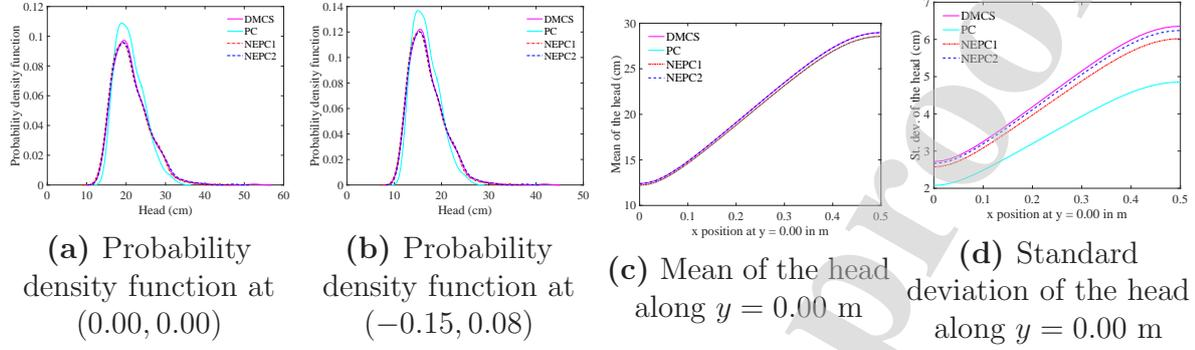 0.12
0.1
0.08
0.06
0.04
0.02
0
Probability density function
0 10 20 30 40 50 60
Head (cm)
DMCS
PC
NEPC1
NEPC2
(a) Probability
density function at
(0.00, 0.00)
0.14
0.12
0.1
0.08
0.06
0.04
0.02
0
Probability density function
0 10 20 30 40 50
Head (cm)
DMCS
PC
NEPC1
NEPC2
(b) Probability
density function at
(−0.15, 0.08)
30
25
20
15
10
Mean of the head (cm)
0 0.1 0.2 0.3 0.4 0.5
x position at y = 0.00 in m
DMCS
PC
NEPC1
NEPC2
(c) Mean of the head
along y = 0.00 m
7
6
5
4
3
2
St. dev. of the head (cm)
0 0.1 0.2 0.3 0.4 0.5
x position at y = 0.00 in m
DMCS
PC
NEPC1
NEPC2
(d) Standard
deviation of the head
along y = 0.00 m
proo